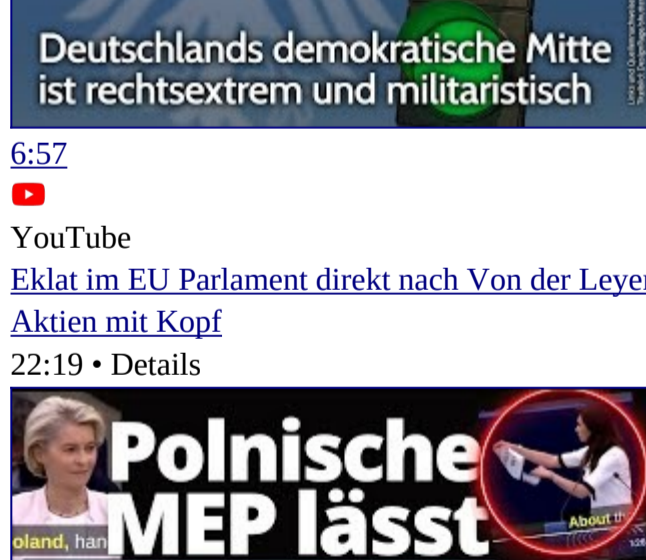 Deutschlands demokratische Mitte
ist rechtsextrem und militaristisch
6:57
YouTube
Eklat im EU Parlament direkt nach Von der Leyen
Aktien mit Kopf
22:19 • Details
Polnische
MEP lässt
oland, han
About th